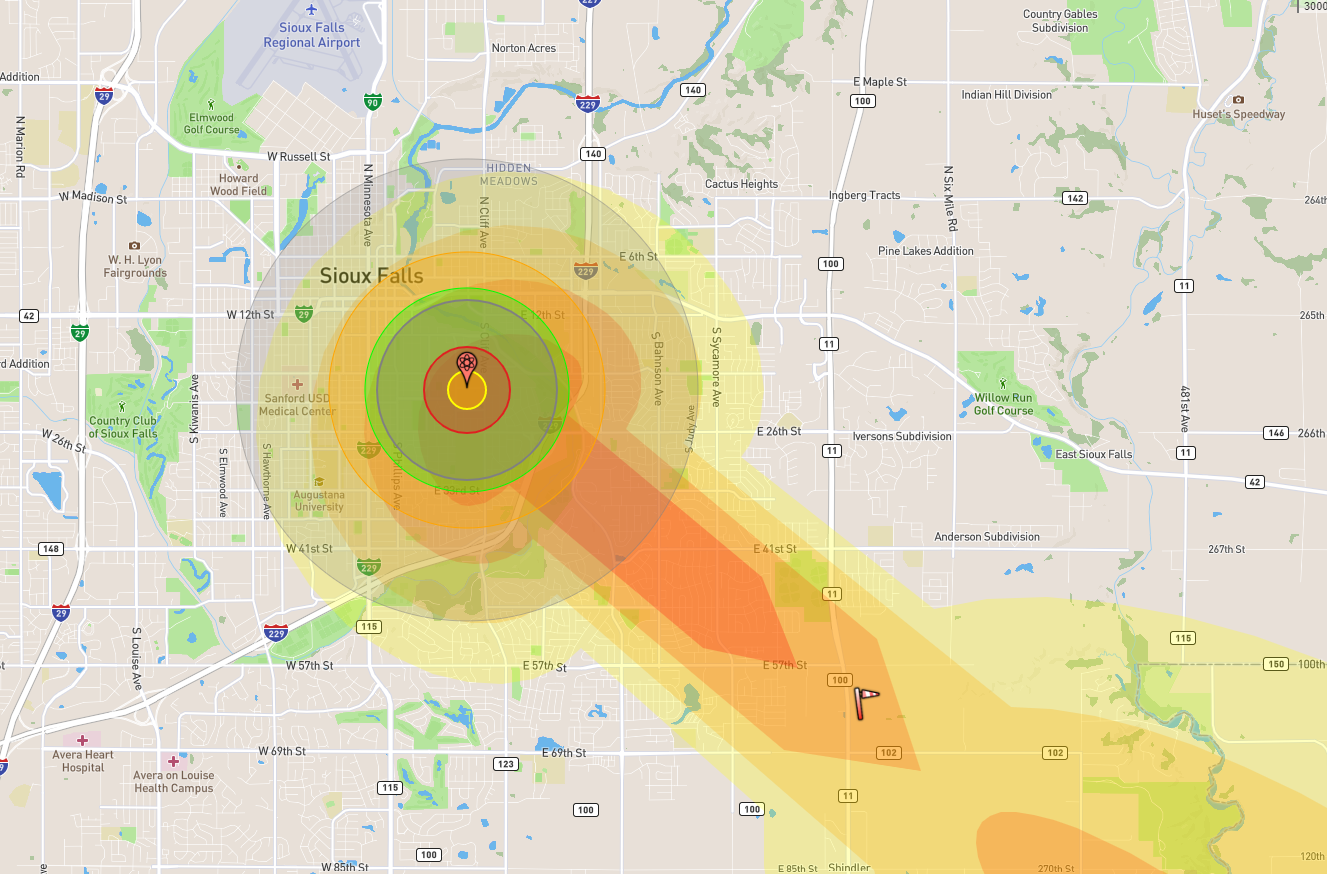 229
3000
Country Gables
Subdivision
Sioux Falls
Regional Airport
Norton Acres
Addition
E Maple St
140
29
90
100
Indian Hill Division
229
Huset's Speedway
Elmwood
Golf Course
N Marion Rd
140
W Russell St
HIDDEN
MEADOWS
Howard
Wood Field
Cactus Heights
N Minnesota Ave
N Cliff Ave
N Six Mile Rd
W Madison St
Ingberg Tracts
142
264th
W. H. Lyon
Fairgrounds
E 6th St
Pine Lakes Addition
229
100
Sioux Falls
11
42
W 12th St
29
E 12th St
265th
29
11
S Bahnson Ave
S Sycamore Ave
rd Addition
Sanford USD
Medical Center
Willow Run
Golf Course
S Kiwanis Ave
481st Ave
Country Club
of Sioux Falls
S Judy Ave
E 26th St
Iversons Subdivision
146
266th
W 26th St
229
11
11
East Sioux Falls
S Elmwood Ave
S Hawthorne Ave
S Phillips Ave
E 33rd St
42
Augustana
University
Anderson Subdivision
148
W 41st St
E 41st St
267th St
229
11
29
229
115
115
S Louise Ave
W 57th St
E 57th St
E 57th St
150
100th
100
Avera Heart
Hospital
W 69th St
E 69th St
102
102
123
Avera on Louise
Health Campus
115
11
100
100
100
120th
W 85th St
E 85th St
Shindler
270th St